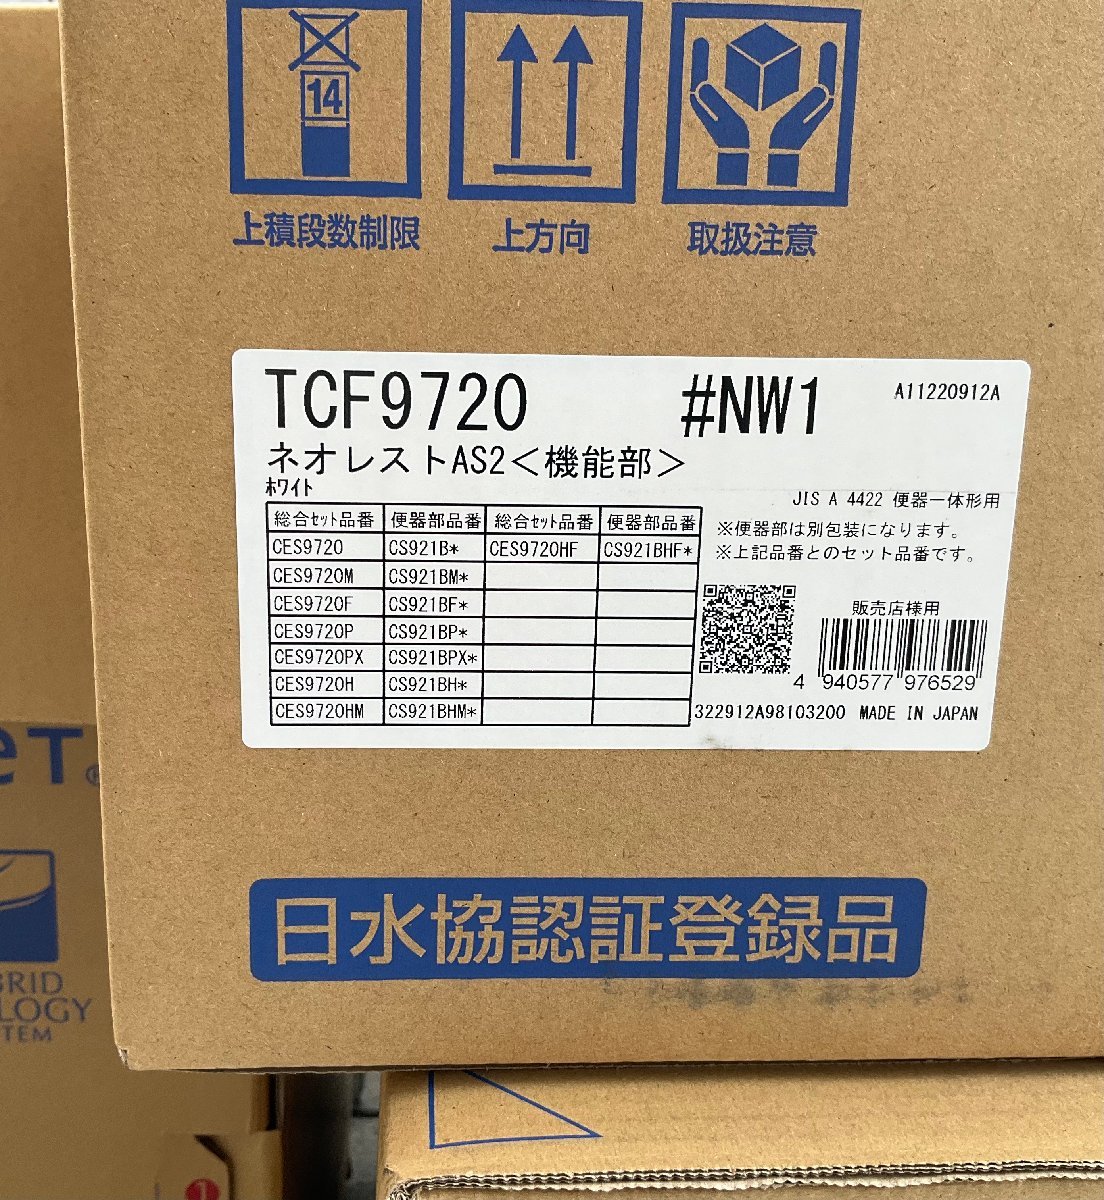 14
上積段数制限 上方向 取扱注意
TCF9720 #NW1 A11220912A
ネオレストAS2<機能部>
ﾎﾜｲﾄ
JIS A 4422 便器一体形用
※便器部は別包装になります。
※上記品番とのセット品番です。
総合ｾｯﾄ品番 便器部品番 総合ｾｯﾄ品番 便器部品番
CES9720 CS921B* CES9720HF CS921BHF*
CES9720M CS921BM*
CES9720F CS921BF*
CES9720P CS921BP*
CES9720PX CS921BPX*
CES9720H CS921BH*
CES9720HM CS921BHM*
販売店様用
4 940577 976529
322912A98103200 MADE IN JAPAN
日水協認証登録品
eT®
BRID
LOGY
TEM
1